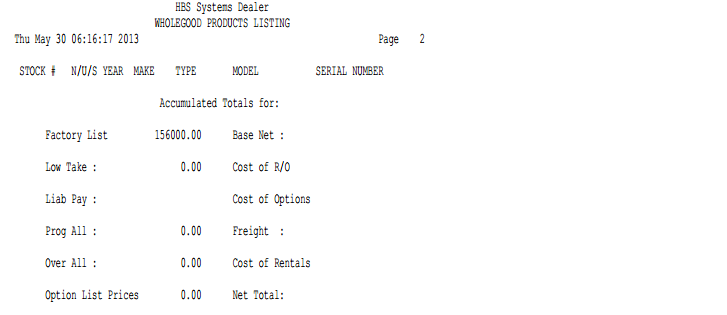 HBS Systems Dealer
WHOLEGOOD PRODUCTS LISTING
Thu May 30 06:16:17 2013 Page 2
STOCK # N/U/S YEAR MAKE TYPE MODEL SERIAL NUMBER
Accumulated Totals for:
Factory List 156000.00 Base Net :
Low Take : 0.00 Cost of R/O
Liab Pay : Cost of Options
Prog All : 0.00 Freight :
Over All : 0.00 Cost of Rentals
Option List Prices 0.00 Net Total: